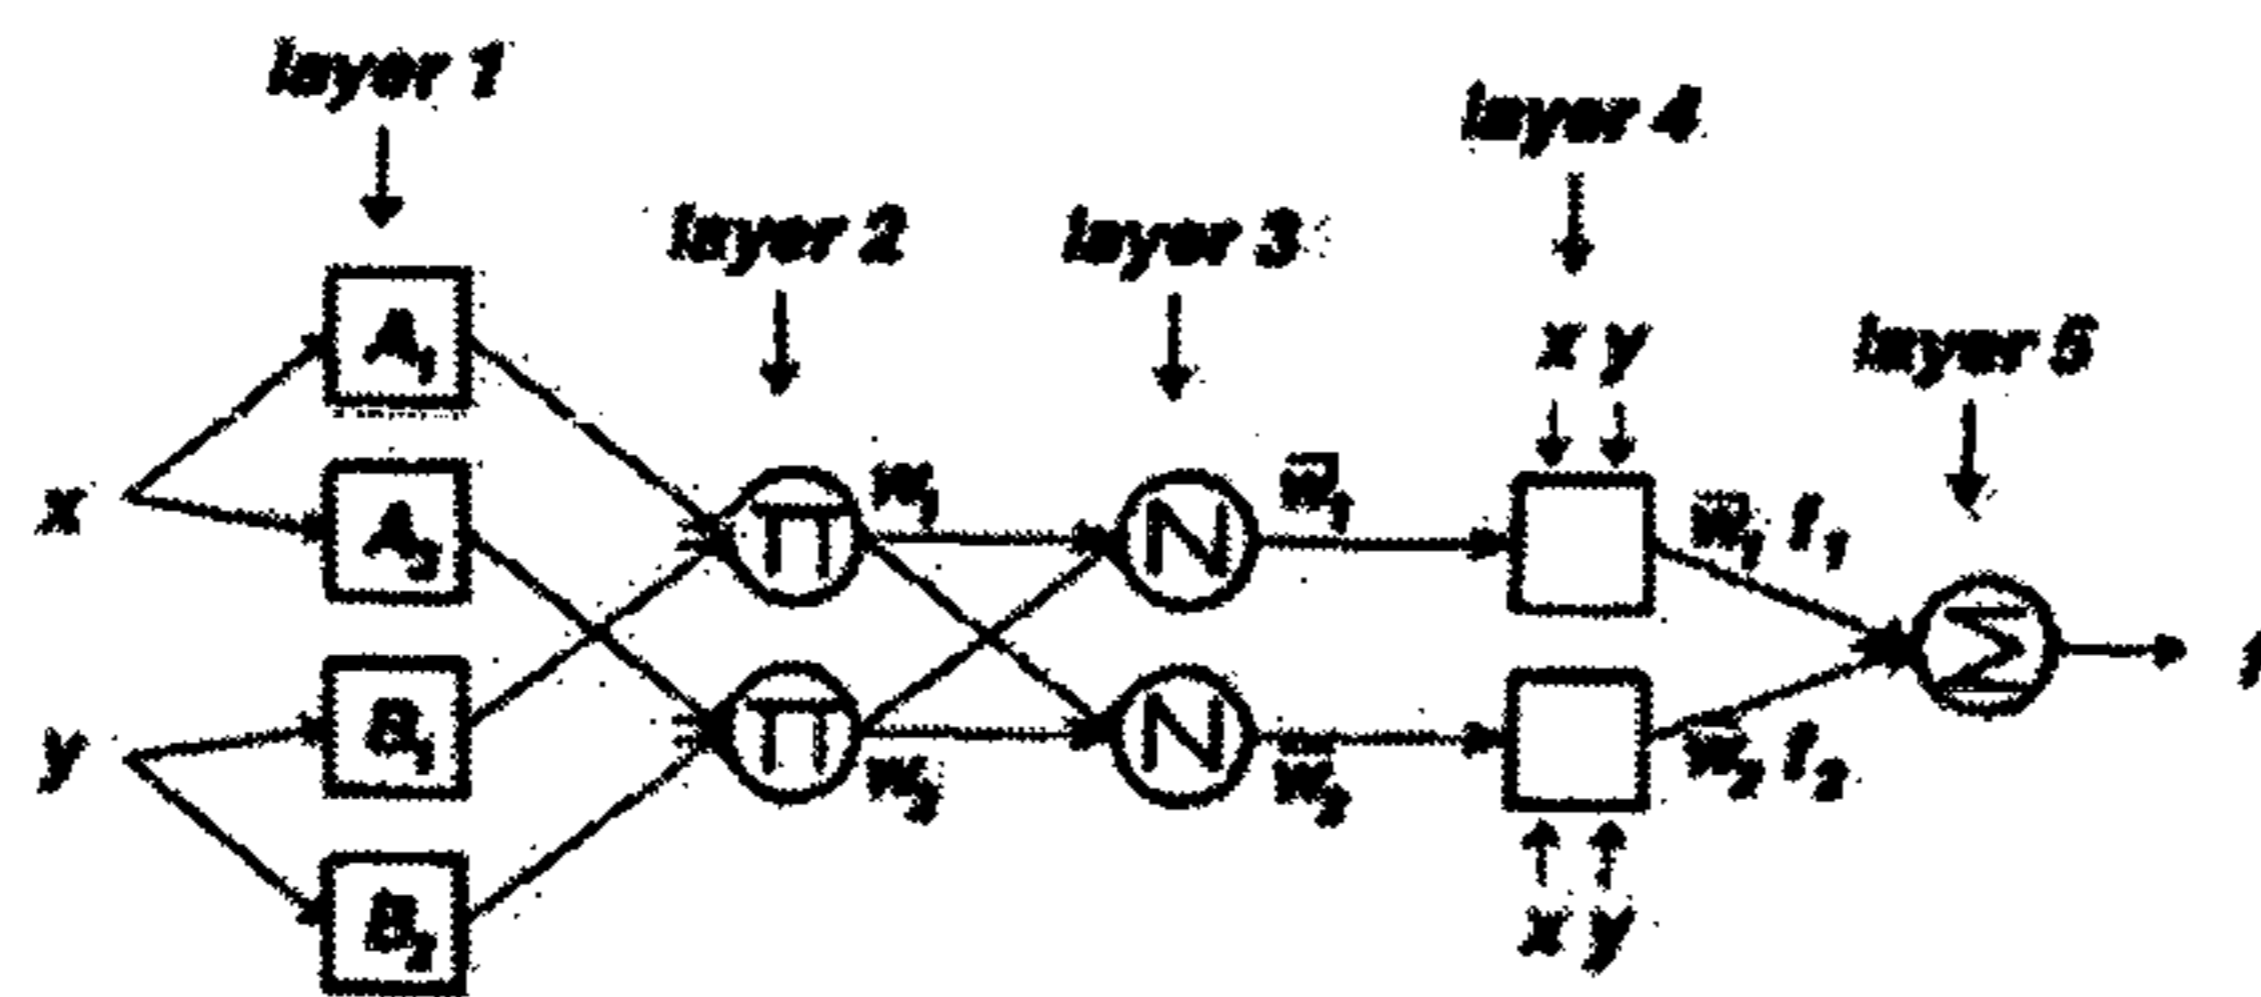 layer 1
layer 4
layer 2
layer 3
x y
layer 5
A₁
x
A₂
Π
w₁
N
w̅₁
w̅₁ f₁
Σ
y
B₁
Π
w₂
N
w̅₂
w̅₂ f₂
B₂
x y